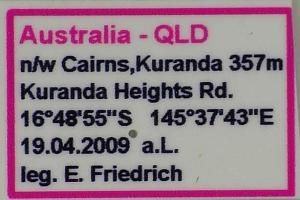 Australia - QLD
n/w Cairns,Kuranda 357m
Kuranda Heights Rd.
16°48'55"S 145°37'43"E
19.04.2009 a.L.
leg. E. Friedrich